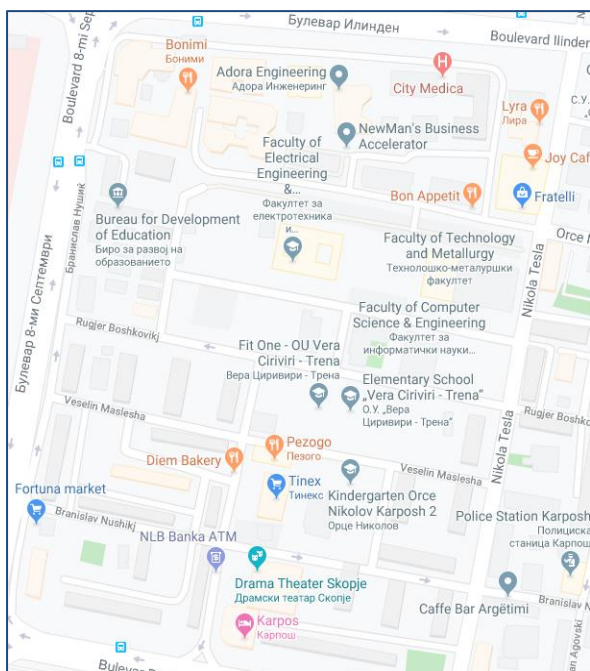 Булевар Илинден
Boulevard Ilinden
Boulevard 8-mi Sep
Bonimi
Боними
Adora Engineering
Адора Инженеринг
City Medica
Lyra
Лира
С.У.
NewMan's Business
Accelerator
Joy Caf
Faculty of
Electrical
Engineering
&...
Факултет за
електротехника
и...
Bon Appetit
Fratelli
Bureau for Development
of Education
Биро за развој на
образованието
Бранислав Нушиќ
Orce N
Faculty of Technology
and Metallurgy
Технолошко-металуршки
факултет
Nikola Tesla
Булевар 8-ми Септември
Rugjer Boshkovikj
Faculty of Computer
Science & Engineering
Факултет за
информатички науки...
Fit One - OU Vera
Ciriviri - Trena
Вера Циривири - Трена
Elementary School
„Vera Ciriviri - Trena“
О.У. „Вера
Циривири - Трена“
Rugjer Boshko
Veselin Maslesha
Nikola Tesla
Pezogo
Пезого
Diem Bakery
Veselin Maslesha
Tinex
Тинекс
Kindergarten Orce
Nikolov Karposh 2
Орце Николов
Fortuna market
Branislav Nushikj
Police Station Karposh
Полициска
станица Карпош
NLB Banka ATM
Drama Theater Skopje
Драмски театар Скопје
Caffe Bar Argëtimi
Branislav N
Karpos
Карпош
an Agovski